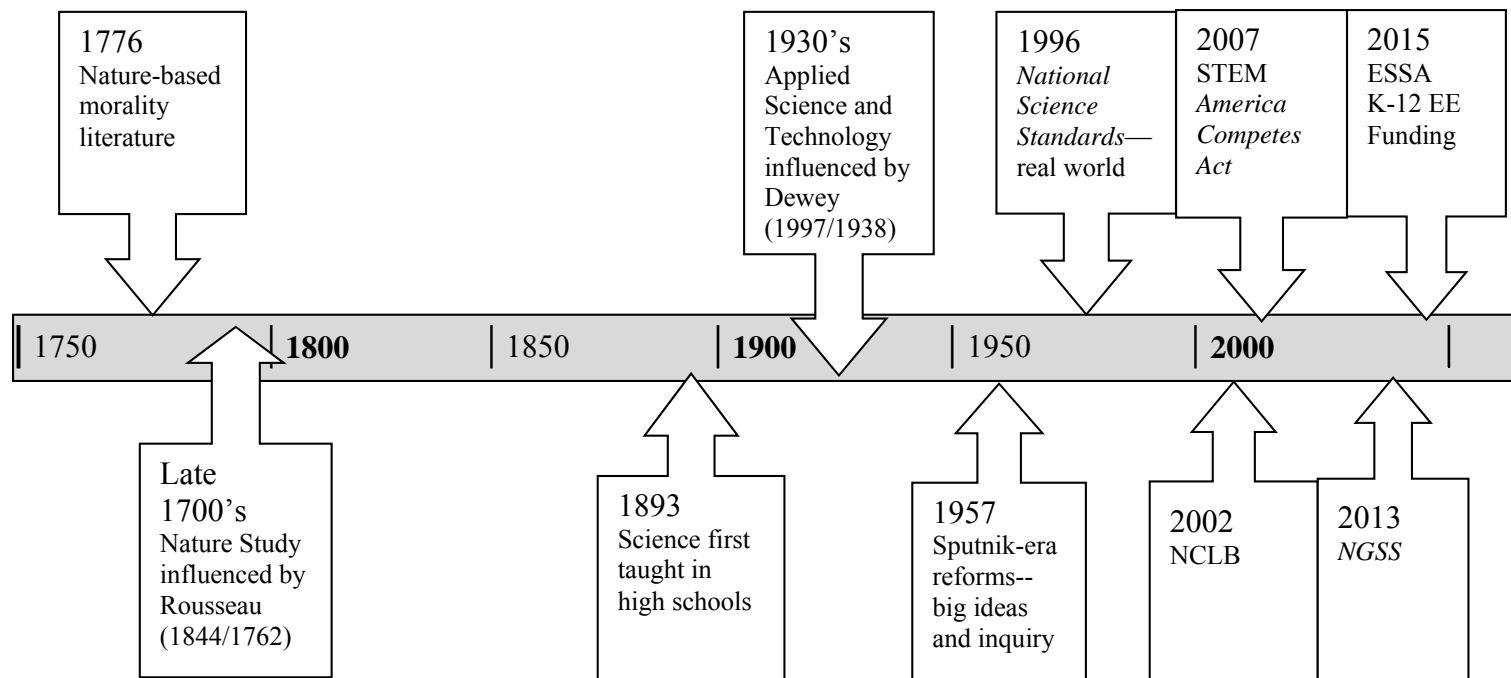 1776
Nature-based
morality
literature
1930’s
Applied
Science and
Technology
influenced by
Dewey
(1997/1938)
1996
National
Science
Standards—
real world
2007
STEM
America
Competes
Act
2015
ESSA
K-12 EE
Funding
1750
1800
1850
1900
1950
2000
Late
1700’s
Nature Study
influenced by
Rousseau
(1844/1762)
1893
Science first
taught in
high schools
1957
Sputnik-era
reforms--
big ideas
and inquiry
2002
NCLB
2013
NGSS